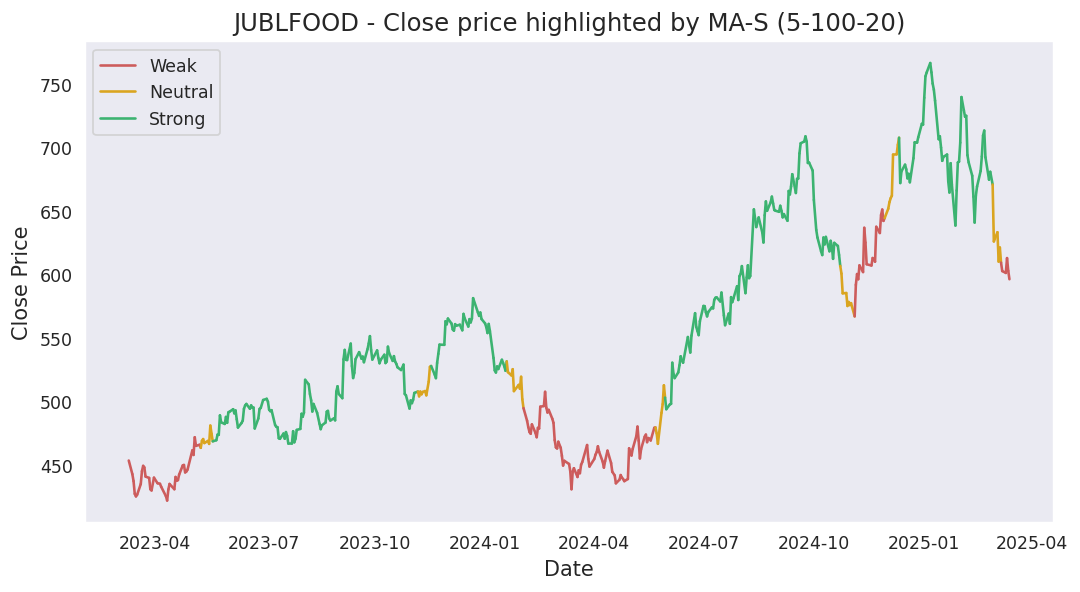 JUBLFOOD - Close price highlighted by MA-S (5-100-20)
Weak
Neutral
Strong
Close Price
750
700
650
600
550
500
450
2023-04 2023-07 2023-10 2024-01 2024-04 2024-07 2024-10 2025-01 2025-04
Date